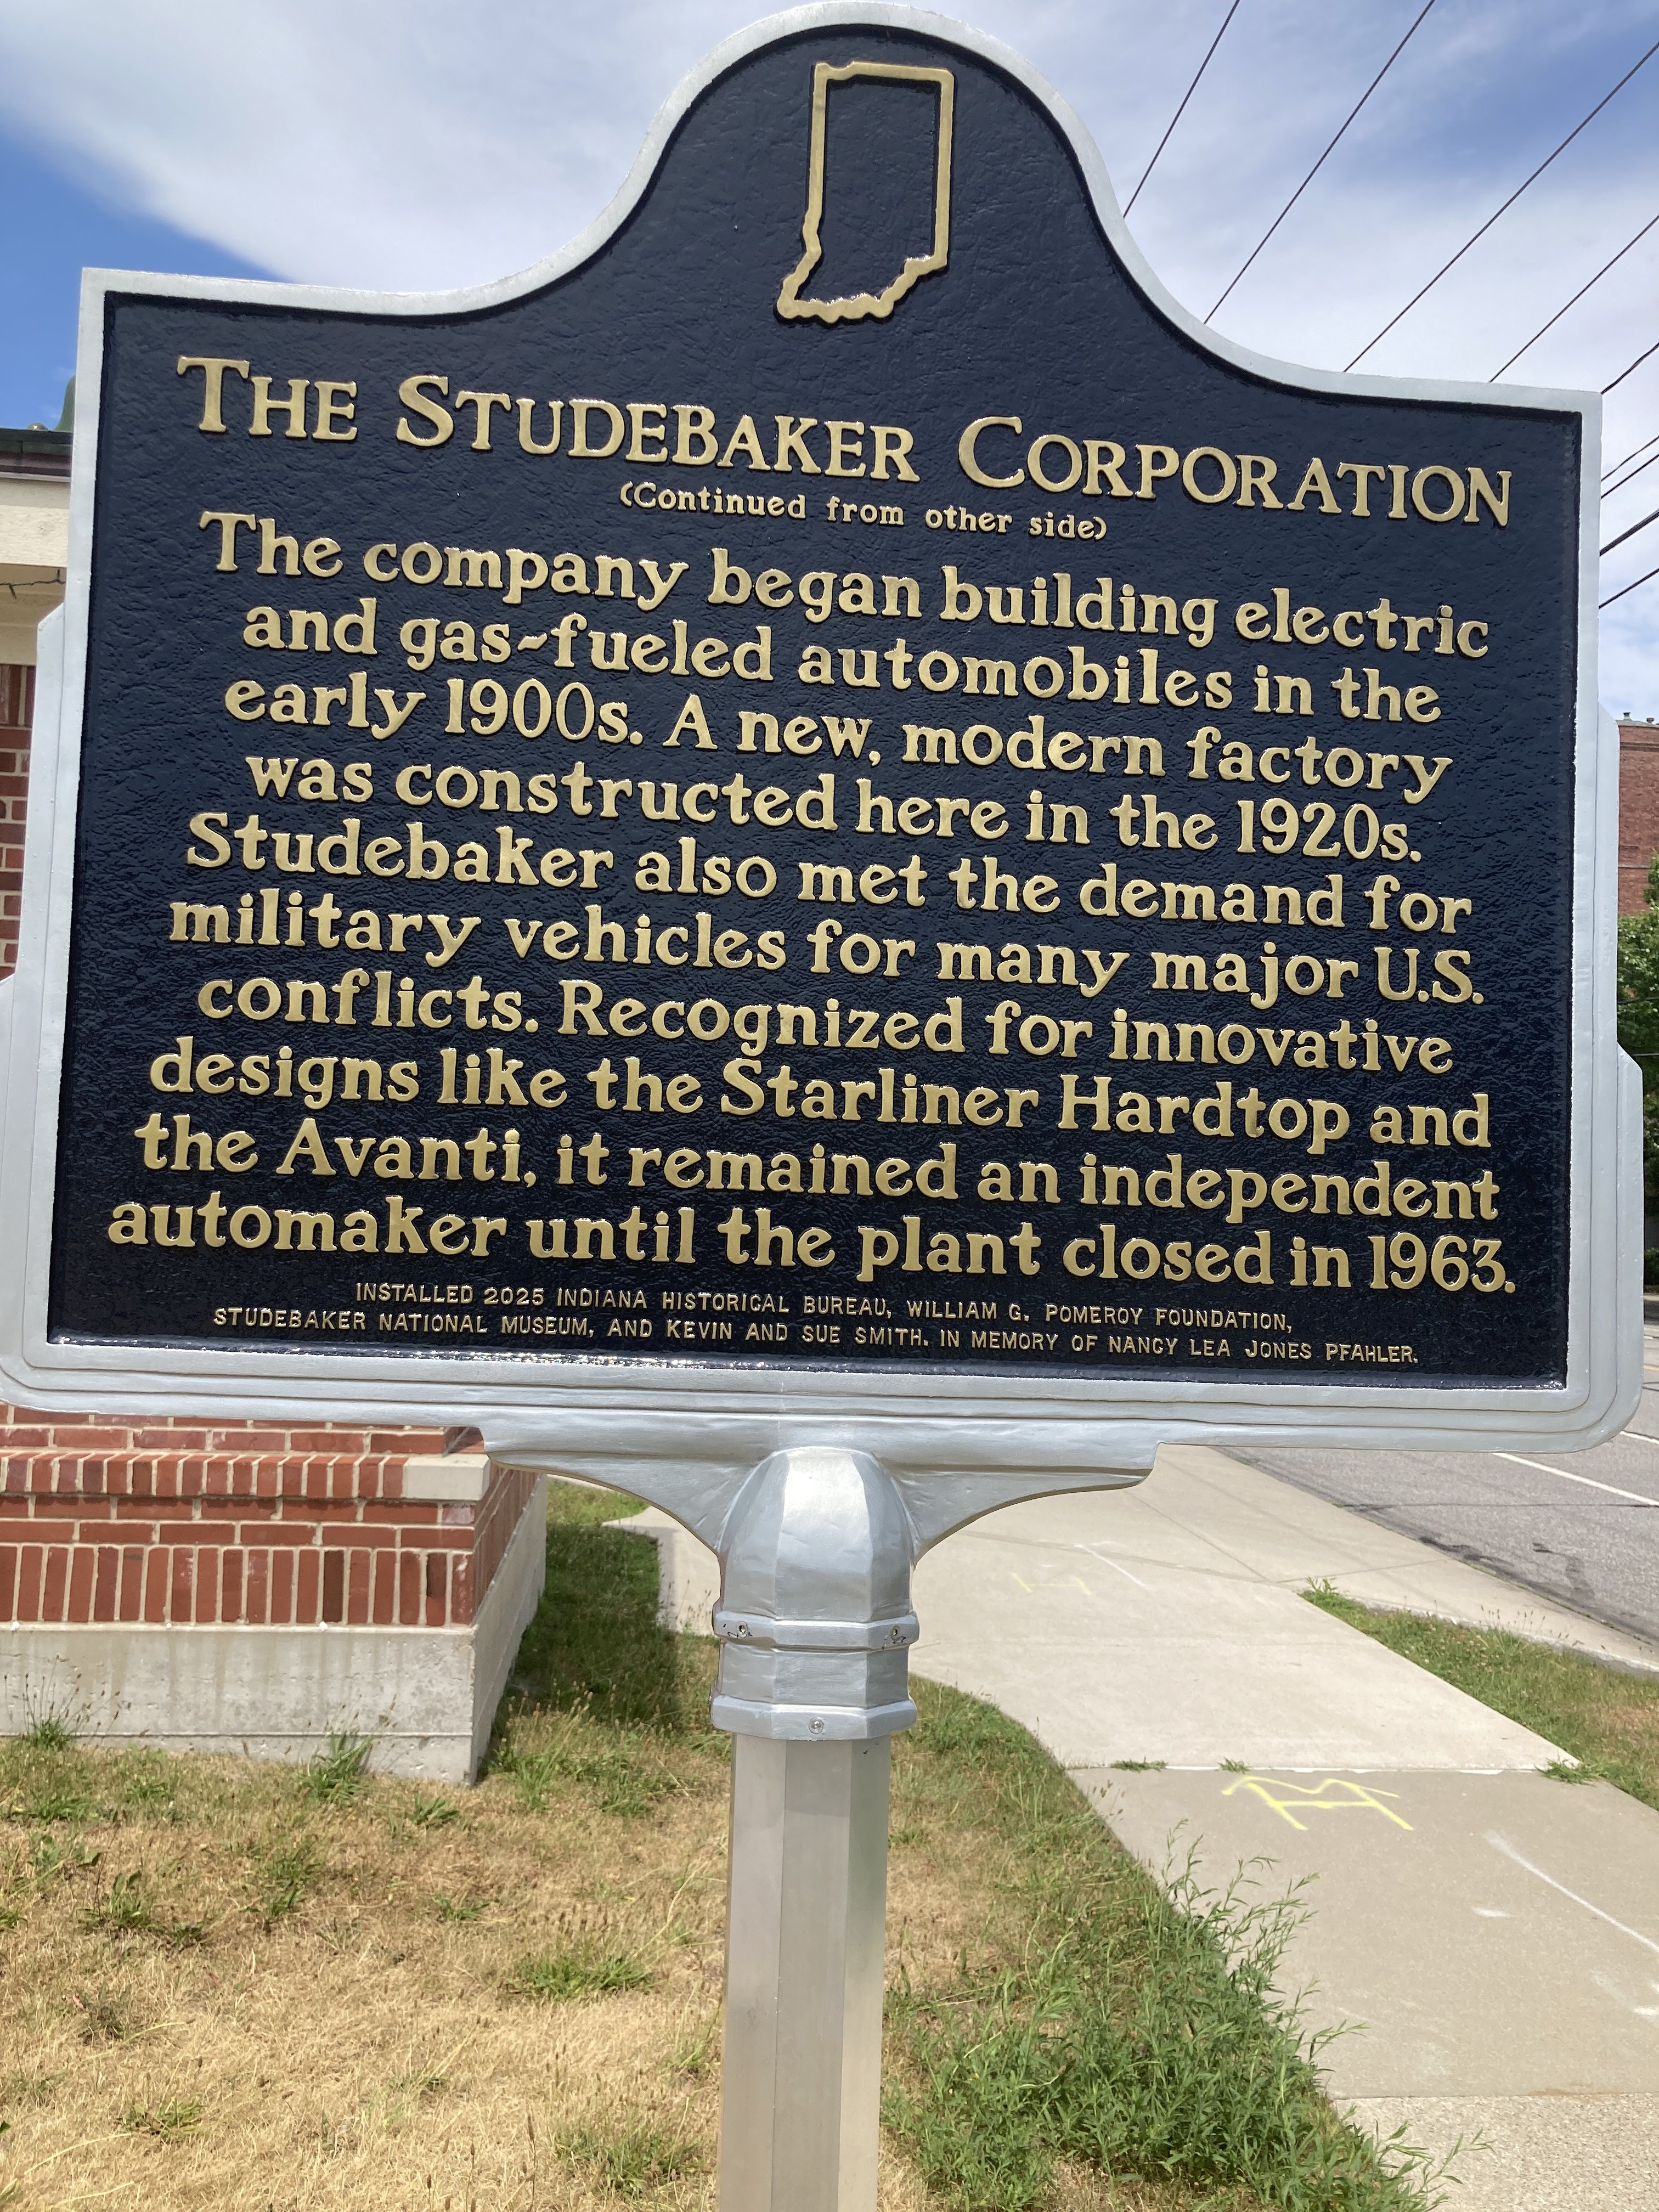 THE STUDEBAKER CORPORATION
(Continued from other side)
The company began building electric
and gas-fueled automobiles in the
early 1900s. A new, modern factory
was constructed here in the 1920s.
Studebaker also met the demand for
military vehicles for many major U.S.
conflicts. Recognized for innovative
designs like the Starliner Hardtop and
the Avanti, it remained an independent
automaker until the plant closed in 1963.
INSTALLED 2025 INDIANA HISTORICAL BUREAU, WILLIAM G. POMEROY FOUNDATION,
STUDEBAKER NATIONAL MUSEUM, AND KEVIN AND SUE SMITH. IN MEMORY OF NANCY LEA JONES PFAHLER.